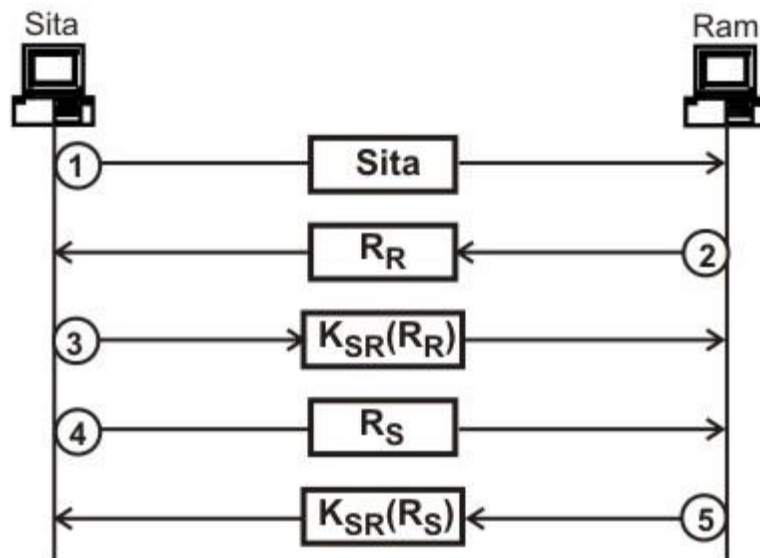 Sita Ram
1 Sita
R_R 2
3 K_SR(R_R)
4 R_S
K_SR(R_S) 5